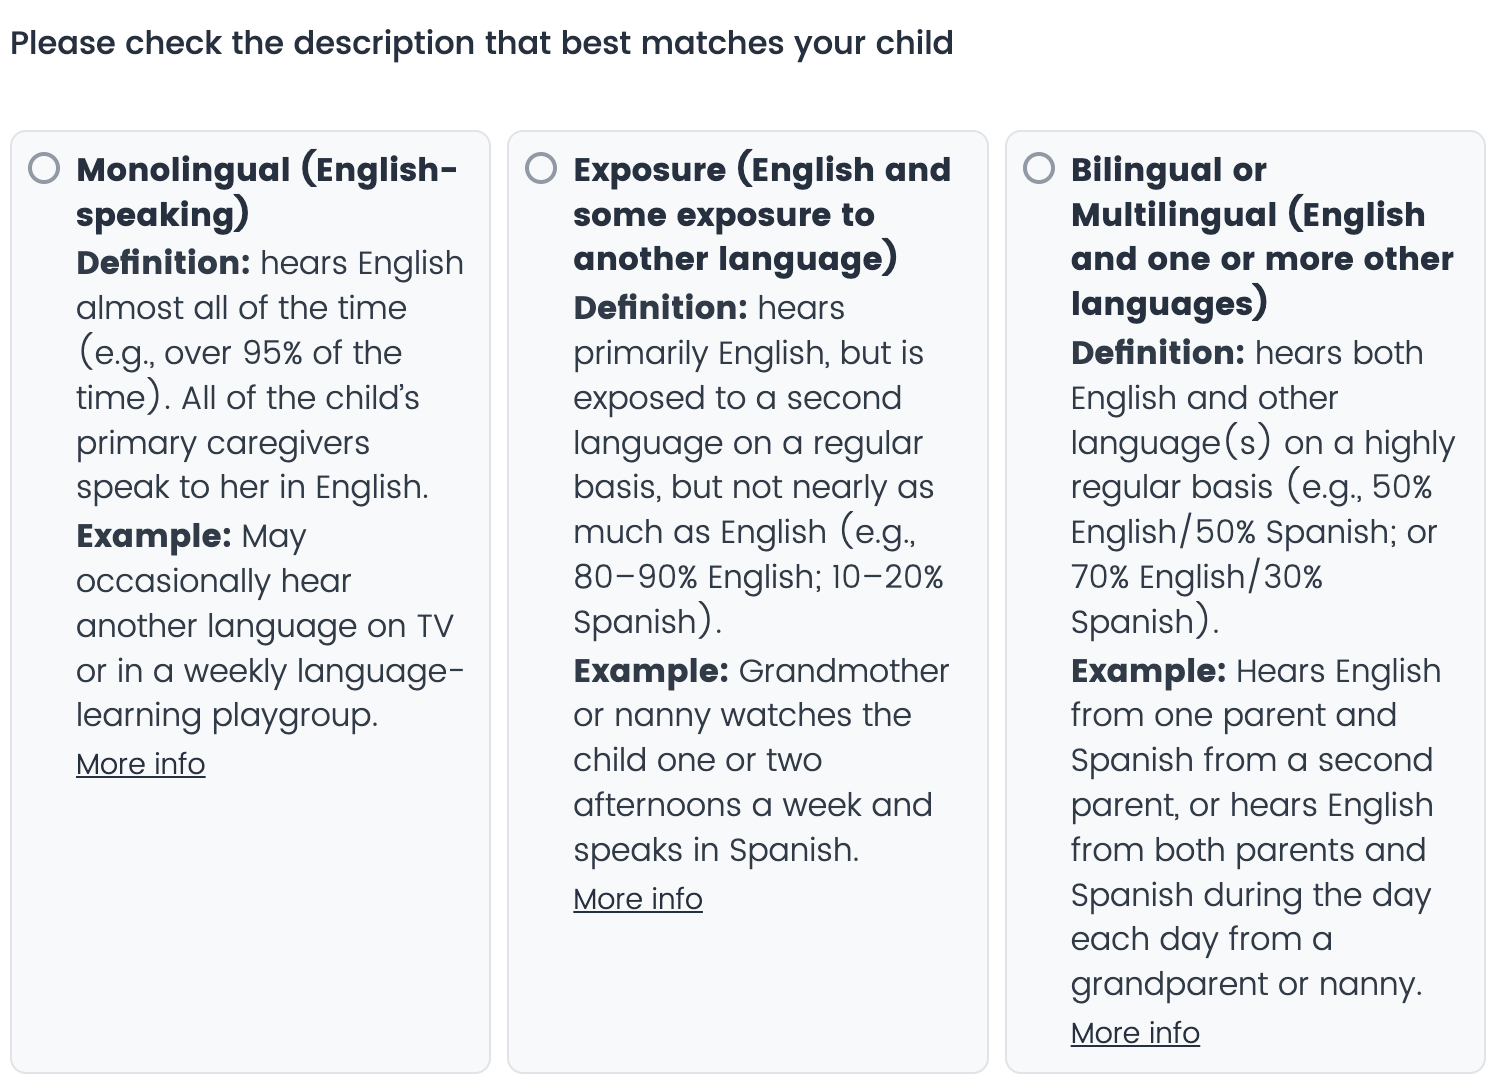 Please check the description that best matches your child
Monolingual (English-
speaking)
Definition: hears English
almost all of the time
(e.g., over 95% of the
time). All of the child’s
primary caregivers
speak to her in English.
Example: May
occasionally hear
another language on TV
or in a weekly language-
learning playgroup.
More info
Exposure (English and
some exposure to
another language)
Definition: hears
primarily English, but is
exposed to a second
language on a regular
basis, but not nearly as
much as English (e.g.,
80–90% English; 10–20%
Spanish).
Example: Grandmother
or nanny watches the
child one or two
afternoons a week and
speaks in Spanish.
More info
Bilingual or
Multilingual (English
and one or more other
languages)
Definition: hears both
English and other
language(s) on a highly
regular basis (e.g., 50%
English/50% Spanish; or
70% English/30%
Spanish).
Example: Hears English
from one parent and
Spanish from a second
parent, or hears English
from both parents and
Spanish during the day
each day from a
grandparent or nanny.
More info